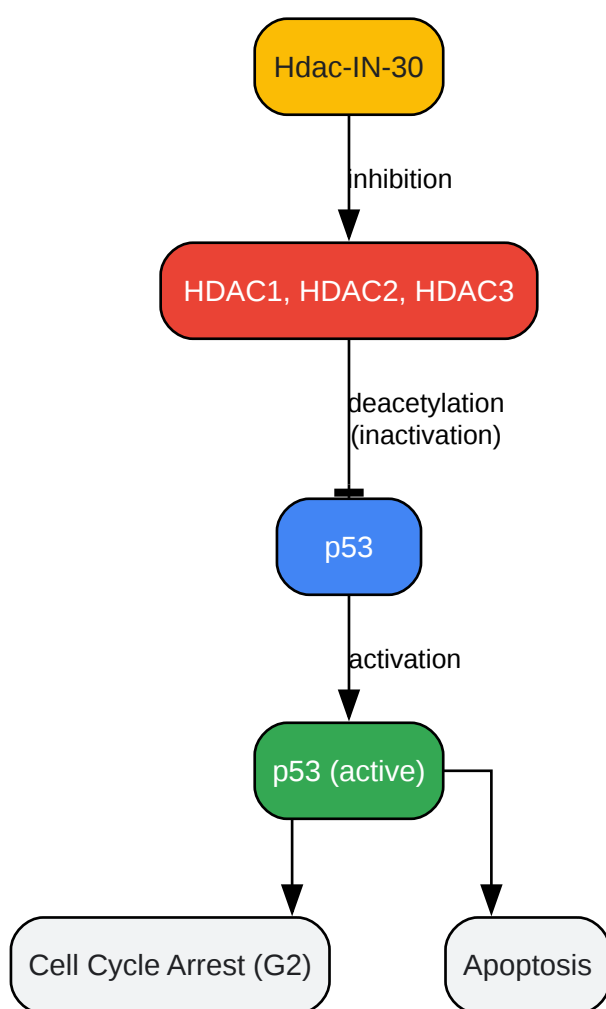 Hdac-IN-30
inhibition
HDAC1, HDAC2, HDAC3
deacetylation
(inactivation)
p53
activation
p53 (active)
Cell Cycle Arrest (G2)
Apoptosis